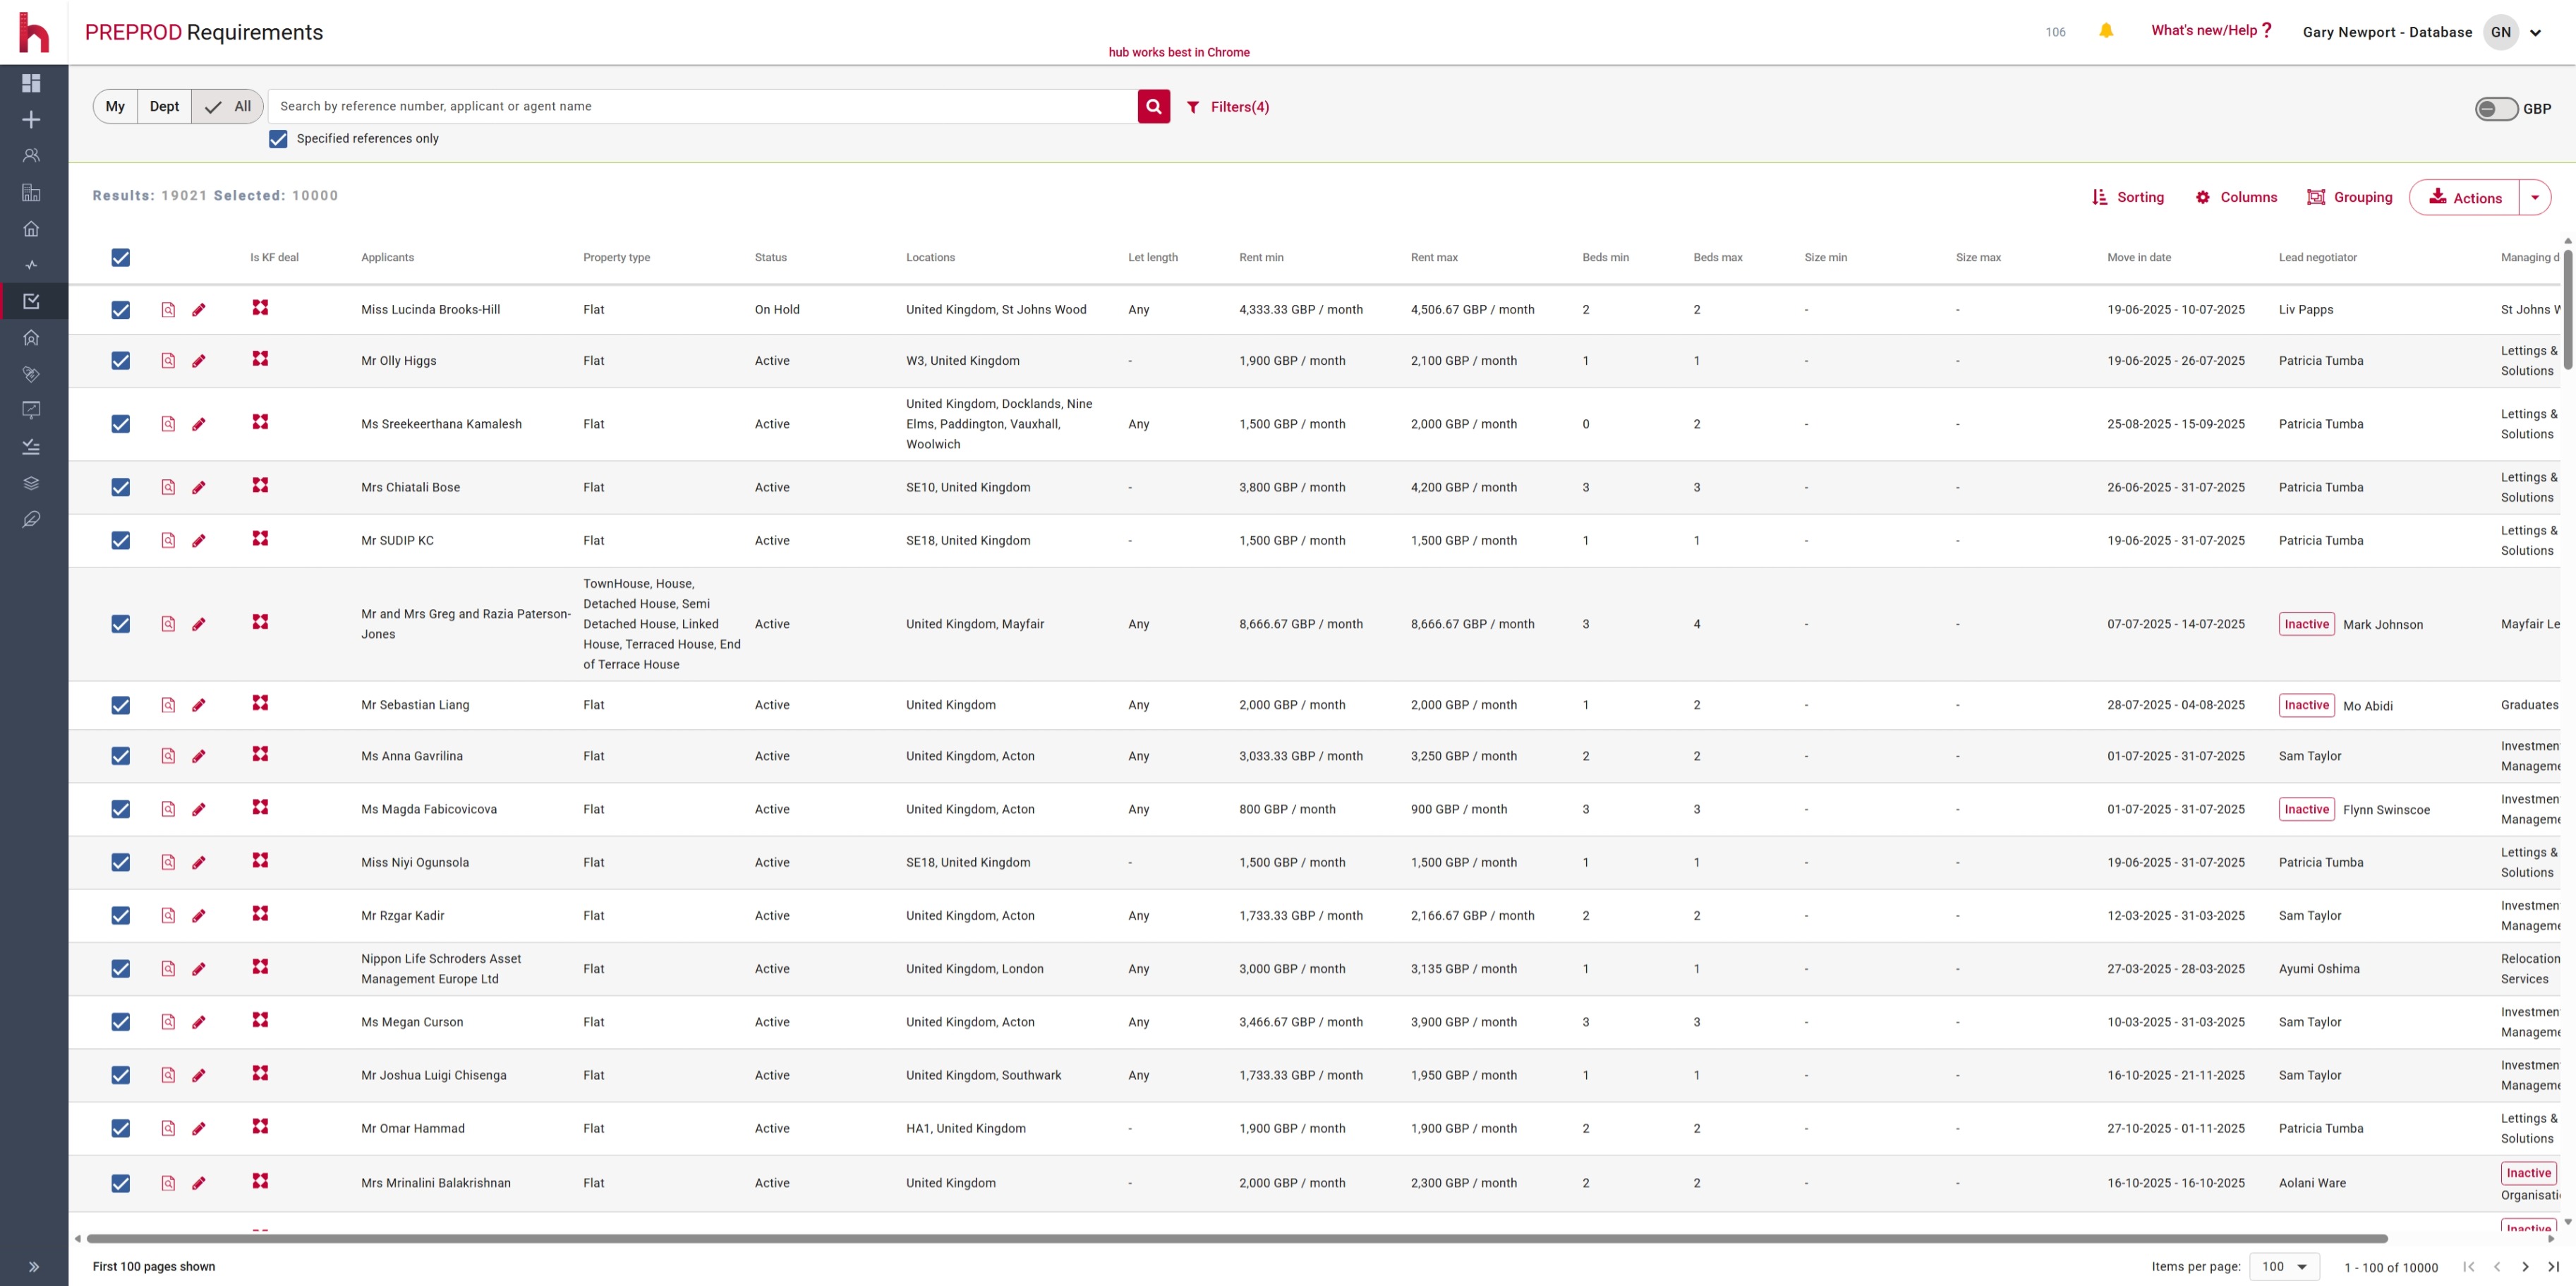 PREPROD Requirements
hub works best in Chrome
106
What's new/Help ?
Gary Newport - Database GN
My Dept All
Search by reference number, applicant or agent name
Filters(4)
GBP
Specified references only
Results: 19021 Selected: 10000
Sorting Columns Grouping Actions
Is KF deal Applicants Property type Status Locations Let length Rent min Rent max Beds min Beds max Size min Size max Move in date Lead negotiator Managing d
Miss Lucinda Brooks-Hill Flat On Hold United Kingdom, St Johns Wood Any 4,333.33 GBP / month 4,506.67 GBP / month 2 2 - - 19-06-2025 - 10-07-2025 Liv Papps St Johns W
Mr Olly Higgs Flat Active W3, United Kingdom - 1,900 GBP / month 2,100 GBP / month 1 1 - - 19-06-2025 - 26-07-2025 Patricia Tumba Lettings &
Solutions
Ms Sreekeerthana Kamalesh Flat Active United Kingdom, Docklands, Nine
Elms, Paddington, Vauxhall,
Woolwich
Any 1,500 GBP / month 2,000 GBP / month 0 2 - - 25-08-2025 - 15-09-2025 Patricia Tumba Lettings &
Solutions
Mrs Chiatali Bose Flat Active SE10, United Kingdom - 3,800 GBP / month 4,200 GBP / month 3 3 - - 26-06-2025 - 31-07-2025 Patricia Tumba Lettings &
Solutions
Mr SUDIP KC Flat Active SE18, United Kingdom - 1,500 GBP / month 1,500 GBP / month 1 1 - - 19-06-2025 - 31-07-2025 Patricia Tumba Lettings &
Solutions
Mr and Mrs Greg and Razia Paterson-
Jones
TownHouse, House,
Detached House, Semi
Detached House, Linked
House, Terraced House, End
of Terrace House
Active United Kingdom, Mayfair Any 8,666.67 GBP / month 8,666.67 GBP / month 3 4 - - 07-07-2025 - 14-07-2025 Inactive Mark Johnson Mayfair Le
Mr Sebastian Liang Flat Active United Kingdom Any 2,000 GBP / month 2,000 GBP / month 1 2 - - 28-07-2025 - 04-08-2025 Inactive Mo Abidi Graduates
Ms Anna Gavrilina Flat Active United Kingdom, Acton Any 3,033.33 GBP / month 3,250 GBP / month 2 2 - - 01-07-2025 - 31-07-2025 Sam Taylor Investmen
Manageme
Ms Magda Fabicovicova Flat Active United Kingdom, Acton Any 800 GBP / month 900 GBP / month 3 3 - - 01-07-2025 - 31-07-2025 Inactive Flynn Swinscoe Investmen
Manageme
Miss Niyi Ogunsola Flat Active SE18, United Kingdom - 1,500 GBP / month 1,500 GBP / month 1 1 - - 19-06-2025 - 31-07-2025 Patricia Tumba Lettings &
Solutions
Mr Rzgar Kadir Flat Active United Kingdom, Acton Any 1,733.33 GBP / month 2,166.67 GBP / month 2 2 - - 12-03-2025 - 31-03-2025 Sam Taylor Investmen
Manageme
Nippon Life Schroders Asset
Management Europe Ltd
Flat Active United Kingdom, London Any 3,000 GBP / month 3,135 GBP / month 1 1 - - 27-03-2025 - 28-03-2025 Ayumi Oshima Relocation
Services
Ms Megan Curson Flat Active United Kingdom, Acton Any 3,466.67 GBP / month 3,900 GBP / month 3 3 - - 10-03-2025 - 31-03-2025 Sam Taylor Investmen
Manageme
Mr Joshua Luigi Chisenga Flat Active United Kingdom, Southwark Any 1,733.33 GBP / month 1,950 GBP / month 1 1 - - 16-10-2025 - 21-11-2025 Sam Taylor Investmen
Manageme
Mr Omar Hammad Flat Active HA1, United Kingdom - 1,900 GBP / month 1,900 GBP / month 2 2 - - 27-10-2025 - 01-11-2025 Patricia Tumba Lettings &
Solutions
Mrs Mrinalini Balakrishnan Flat Active United Kingdom - 2,000 GBP / month 2,300 GBP / month 2 2 - - 16-10-2025 - 16-10-2025 Aolani Ware Inactive
Organisati
Inactive
First 100 pages shown
Items per page: 100 1 - 100 of 10000